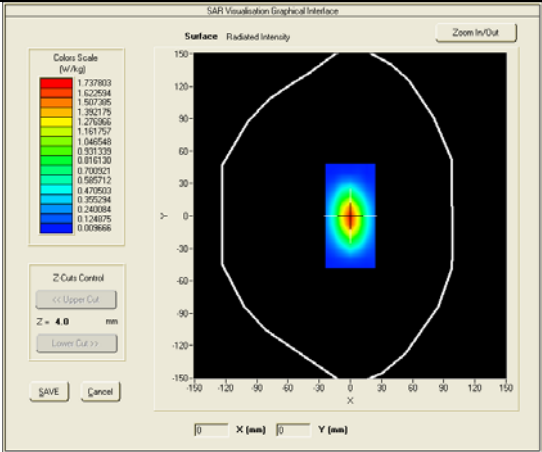 SAR Visualisation Graphical Interface
Surface Radiated Intensity
Zoom In/Out
Colors Scale
(W/kg)
1.737803
1.622594
1.507385
1.392175
1.276966
1.161757
1.046548
0.931339
0.816130
0.700921
0.585712
0.470503
0.355294
0.240084
0.124875
0.009666
Z-Cuts Control
<< Upper Cut
Z = 4.0 mm
Lower Cut >>
SAVE Cancel
150
120
90
60
30
0
-30
-60
-90
-120
-150
Y
-150 -120 -90 -60 -30 0 30 60 90 120 150
X
0 X (mm) 0 Y (mm)